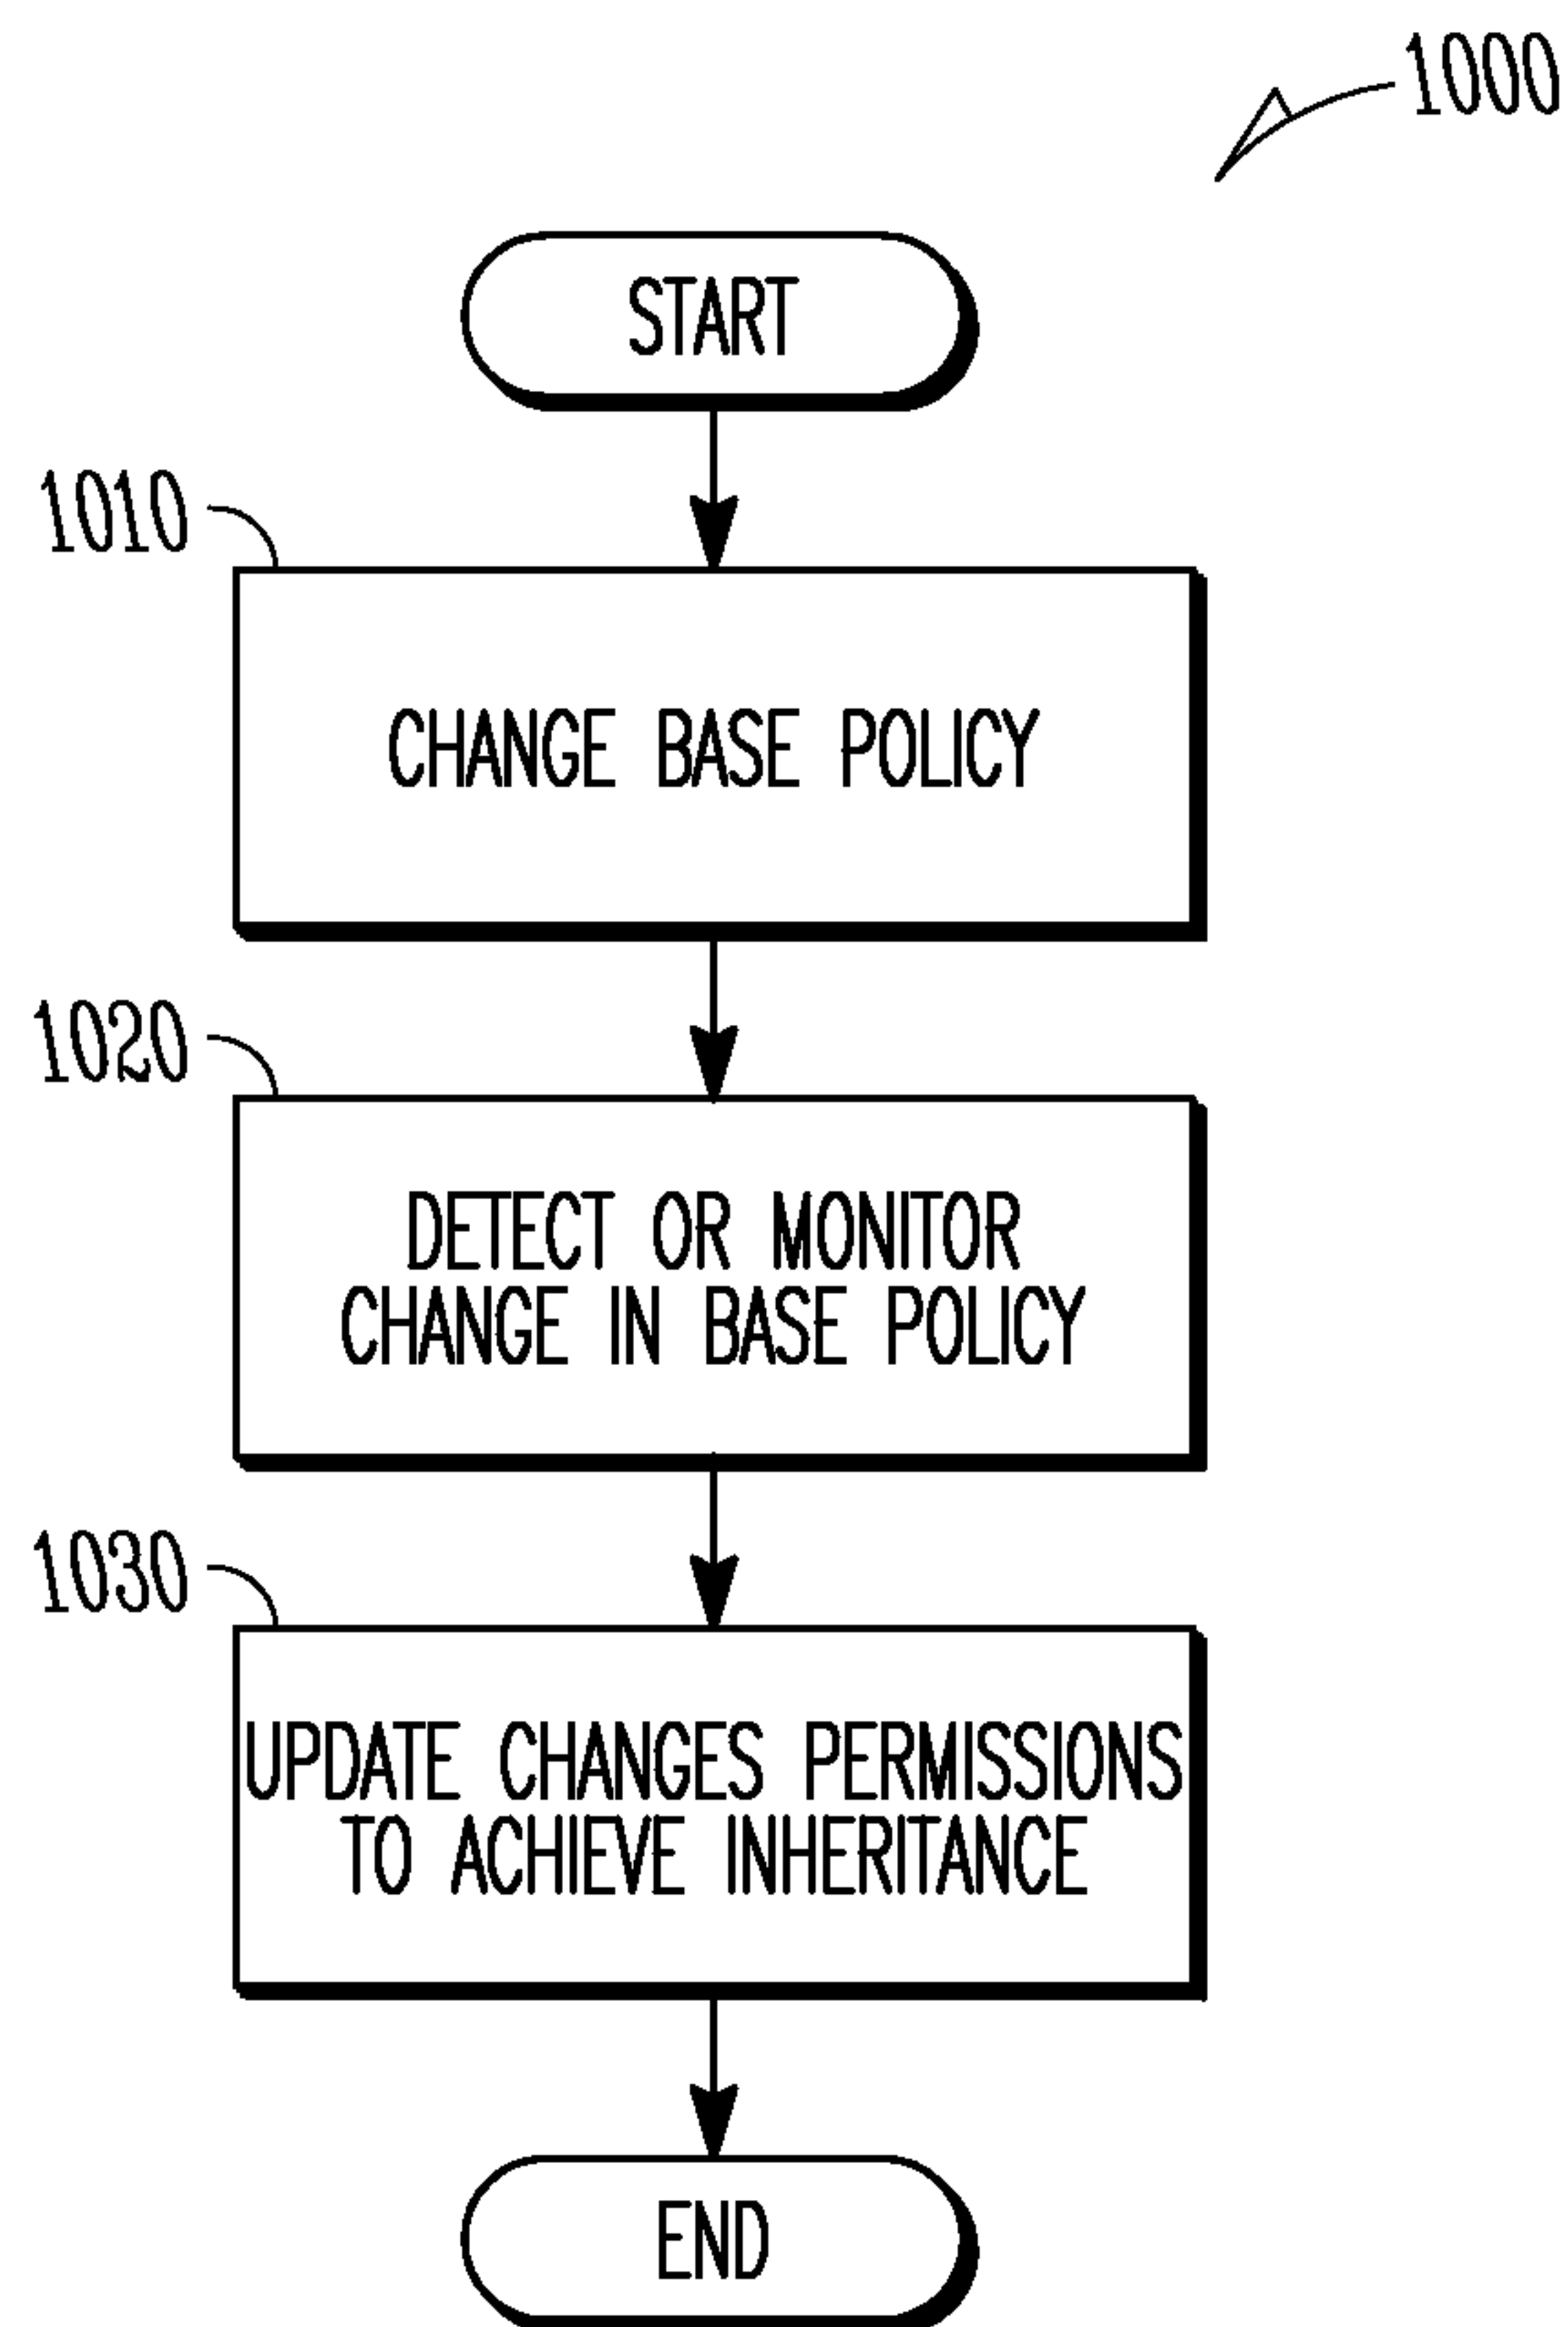 1000
START
1010
CHANGE BASE POLICY
1020
DETECT OR MONITOR
CHANGE IN BASE POLICY
1030
UPDATE CHANGES PERMISSIONS
TO ACHIEVE INHERITANCE
END